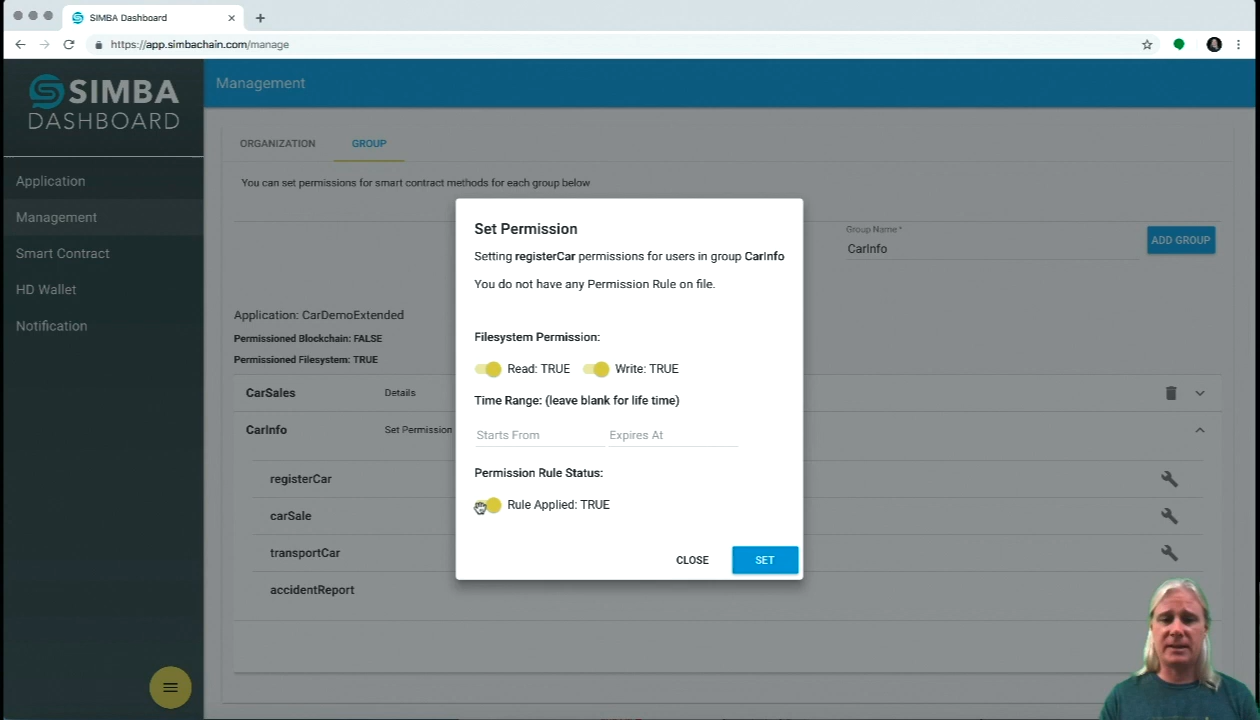 SIMBA Dashboard
https://app.simbachain.com/manage
SIMBA
DASHBOARD
Management
Application
Management
Smart Contract
HD Wallet
Notification
ORGANIZATION GROUP
You can set permissions for smart contract methods for each group below
Group Name *
CarInfo
ADD GROUP
Application: CarDemoExtended
Permissioned Blockchain: FALSE
Permissioned Filesystem: TRUE
CarSales Details
CarInfo Set Permission
registerCar
carSale
transportCar
accidentReport
Set Permission
Setting registerCar permissions for users in group CarInfo
You do not have any Permission Rule on file.
Filesystem Permission:
Read: TRUE Write: TRUE
Time Range: (leave blank for life time)
Starts From Expires At
Permission Rule Status:
Rule Applied: TRUE
CLOSE SET